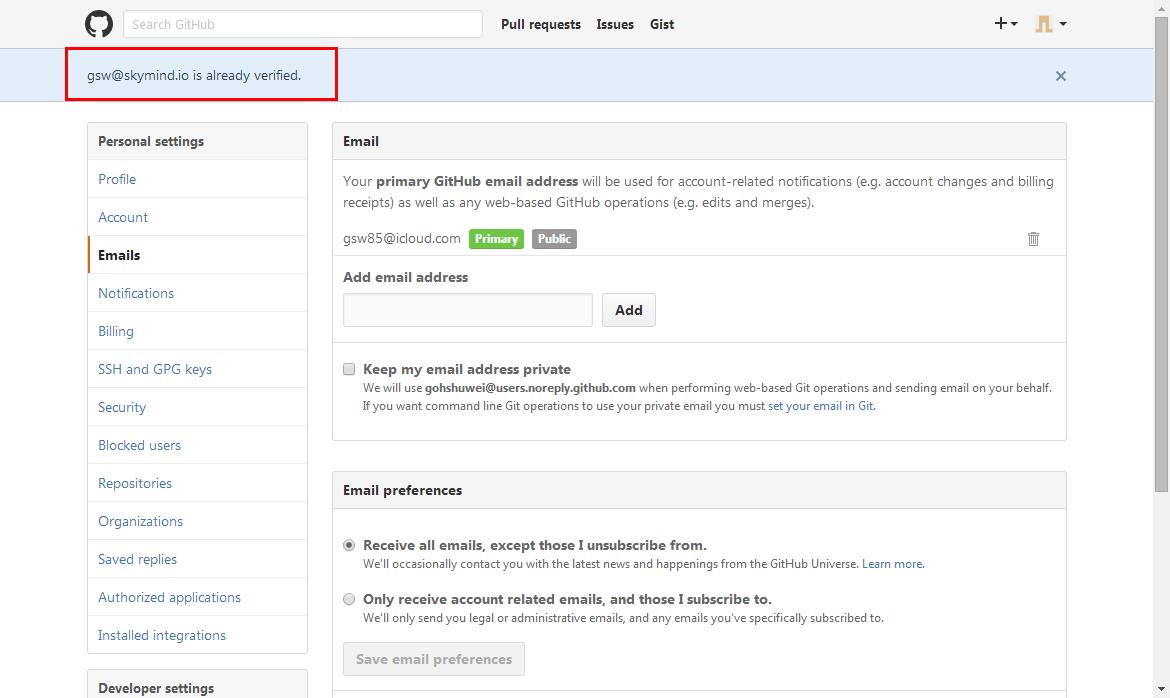 Search GitHub
Pull requests
Issues
Gist
gsw@skymind.io is already verified.
Personal settings
Profile
Account
Emails
Notifications
Billing
SSH and GPG keys
Security
Blocked users
Repositories
Organizations
Saved replies
Authorized applications
Installed integrations
Developer settings
Email
Your primary GitHub email address will be used for account-related notifications (e.g. account changes and billing
receipts) as well as any web-based GitHub operations (e.g. edits and merges).
gsw85@icloud.com Primary Public
Add email address
Add
Keep my email address private
We will use gohshuwei@users.noreply.github.com when performing web-based Git operations and sending email on your behalf.
If you want command line Git operations to use your private email you must set your email in Git.
Email preferences
Receive all emails, except those I unsubscribe from.
We'll occasionally contact you with the latest news and happenings from the GitHub Universe. Learn more.
Only receive account related emails, and those I subscribe to.
We'll only send you legal or administrative emails, and any emails you've specifically subscribed to.
Save email preferences